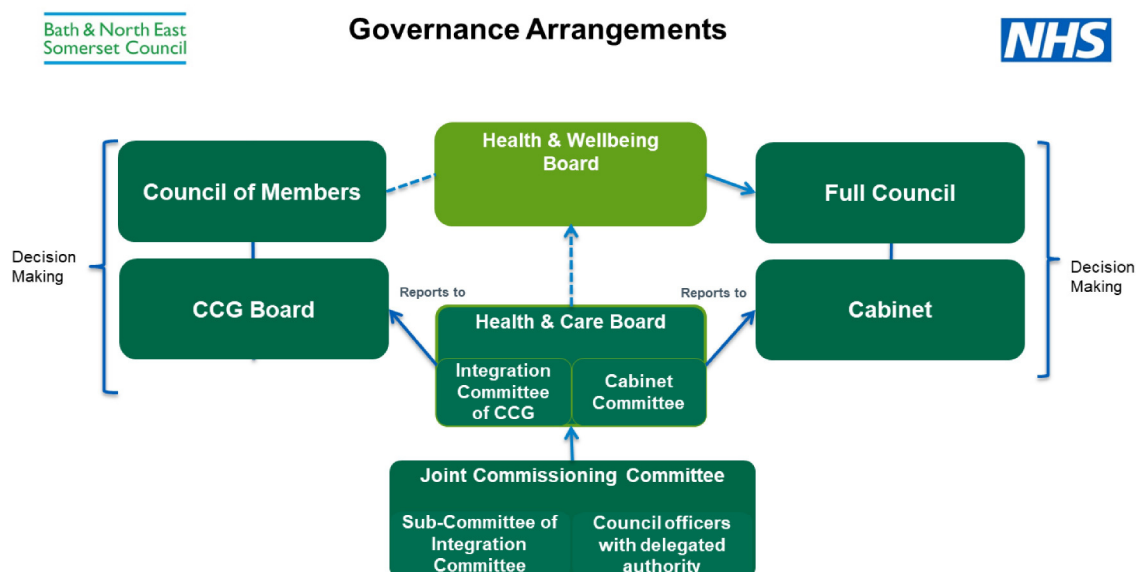 Bath & North East
Somerset Council
Governance Arrangements
NHS
Health & Wellbeing
Board
Council of Members
Full Council
Decision
Making
Decision
Making
CCG Board
Reports to
Reports to
Cabinet
Health & Care Board
Integration
Committee
of CCG
Cabinet
Committee
Joint Commissioning Committee
Sub-Committee of
Integration
Committee
Council officers
with delegated
authority